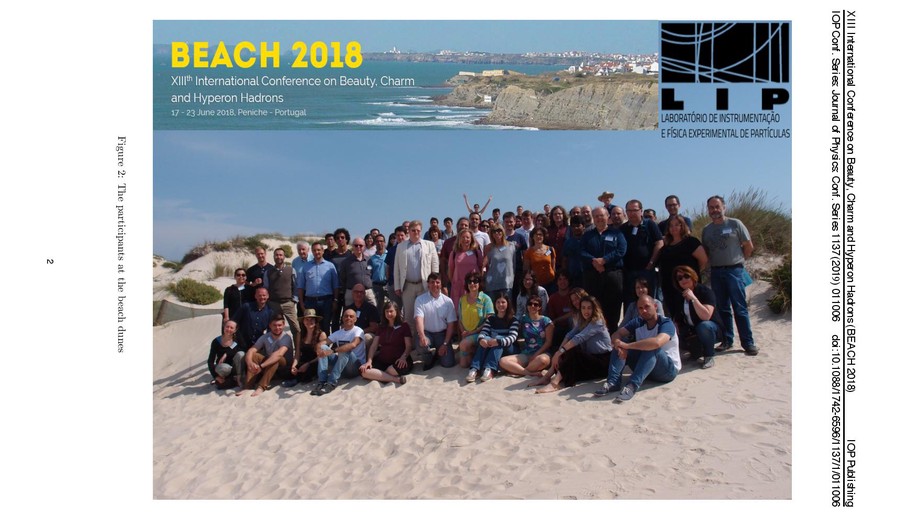 XIII International Conference on Beauty, Charm and Hyperon Hadrons (BEACH 2018)
IOP Publishing
IOP Conf. Series: Journal of Physics: Conf. Series 1137 (2019) 011006
doi:10.1088/1742-6596/1137/1/011006
BEACH 2018
XIIIth International Conference on Beauty, Charm
and Hyperon Hadrons
17 - 23 June 2018, Peniche - Portugal
LIP
LABORATÓRIO DE INSTRUMENTAÇÃO
E FÍSICA EXPERIMENTAL DE PARTÍCULAS
Figure 2: The participants at the beach dunes
2